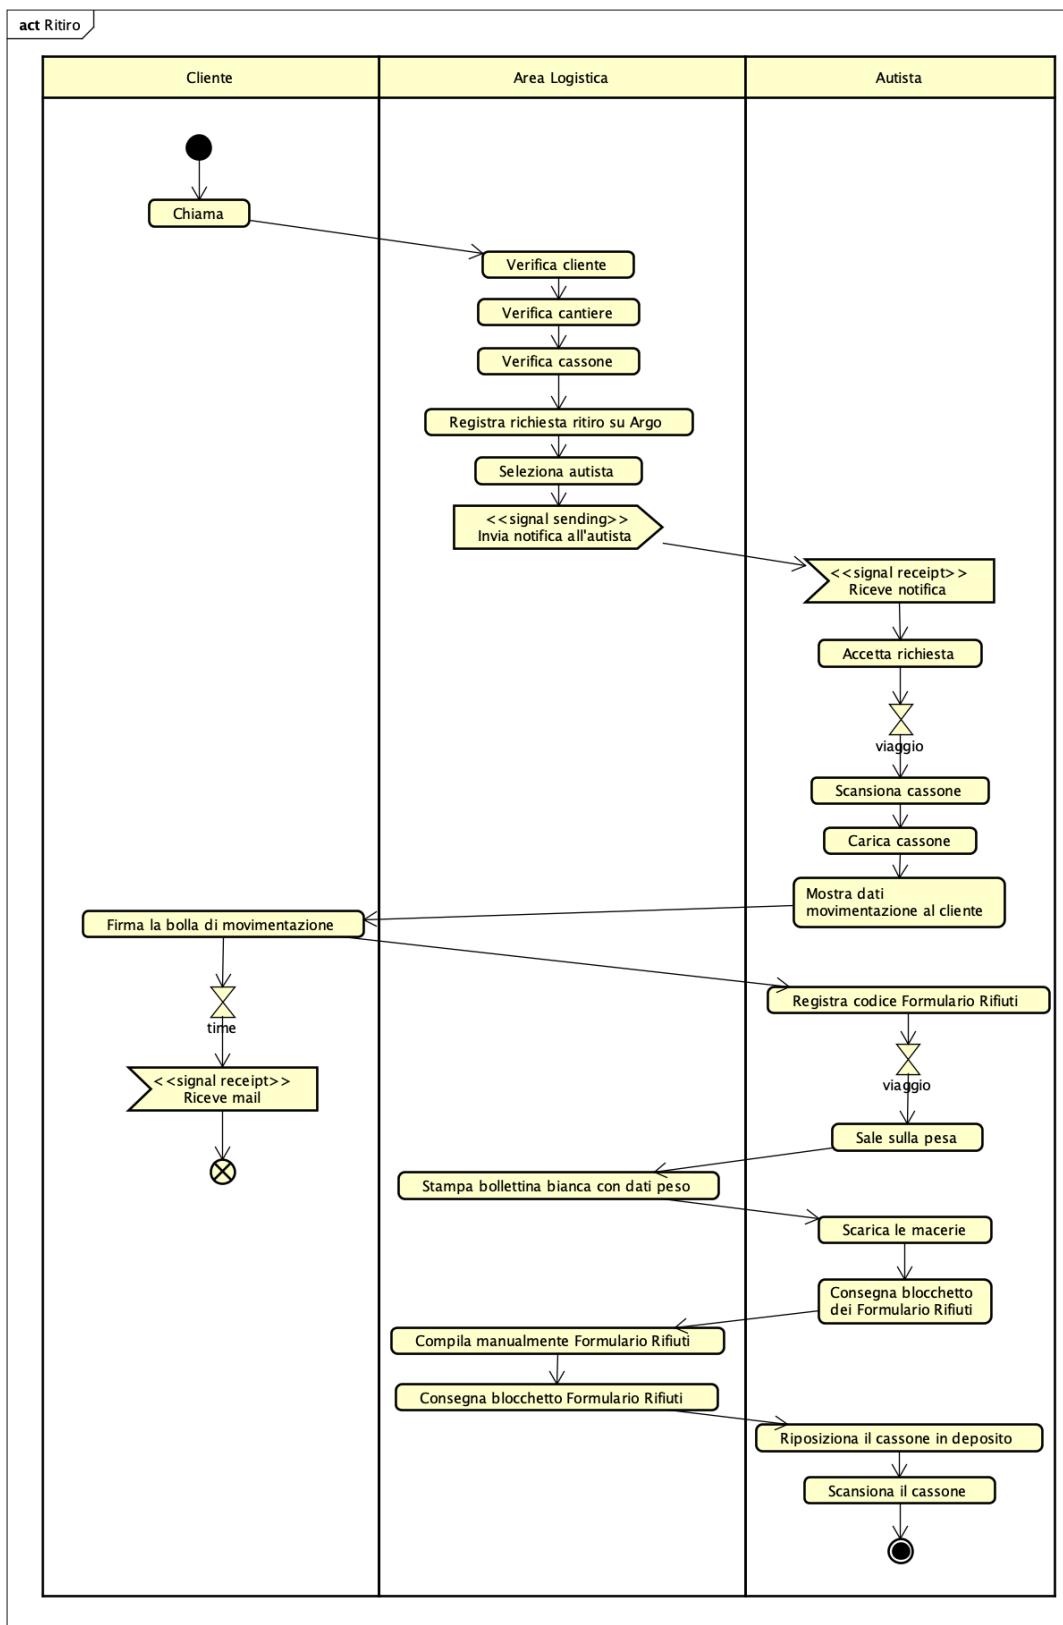 act Ritiro
Cliente
Area Logistica
Autista
Chiama
Verifica cliente
Verifica cantiere
Verifica cassone
Registra richiesta ritiro su Argo
Seleziona autista
<<signal sending>>
Invia notifica all'autista
<<signal receipt>>
Riceve notifica
Accetta richiesta
viaggio
Scansiona cassone
Carica cassone
Mostra dati
movimentazione al cliente
Firma la bolla di movimentazione
Registra codice Formulario Rifiuti
time
viaggio
<<signal receipt>>
Riceve mail
Sale sulla pesa
Stampa bollettina bianca con dati peso
Scarica le macerie
Consegna blocchetto
dei Formulario Rifiuti
Compila manualmente Formulario Rifiuti
Consegna blocchetto Formulario Rifiuti
Riposiziona il cassone in deposito
Scansiona il cassone